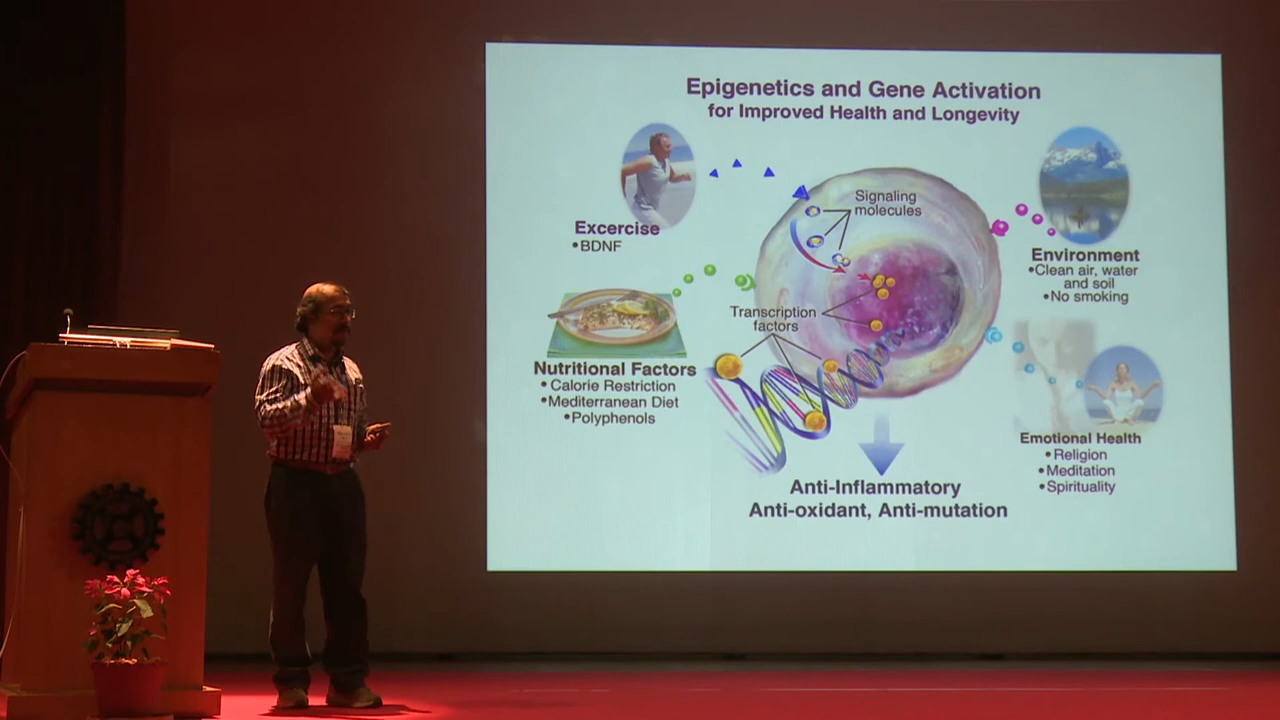 Epigenetics and Gene Activation
for Improved Health and Longevity
Excercise
•BDNF
Signaling
molecules
Environment
•Clean air, water
and soil
•No smoking
Transcription
factors
Nutritional Factors
• Calorie Restriction
•Mediterranean Diet
•Polyphenols
Emotional Health
• Religion
• Meditation
• Spirituality
Anti-Inflammatory
Anti-oxidant, Anti-mutation